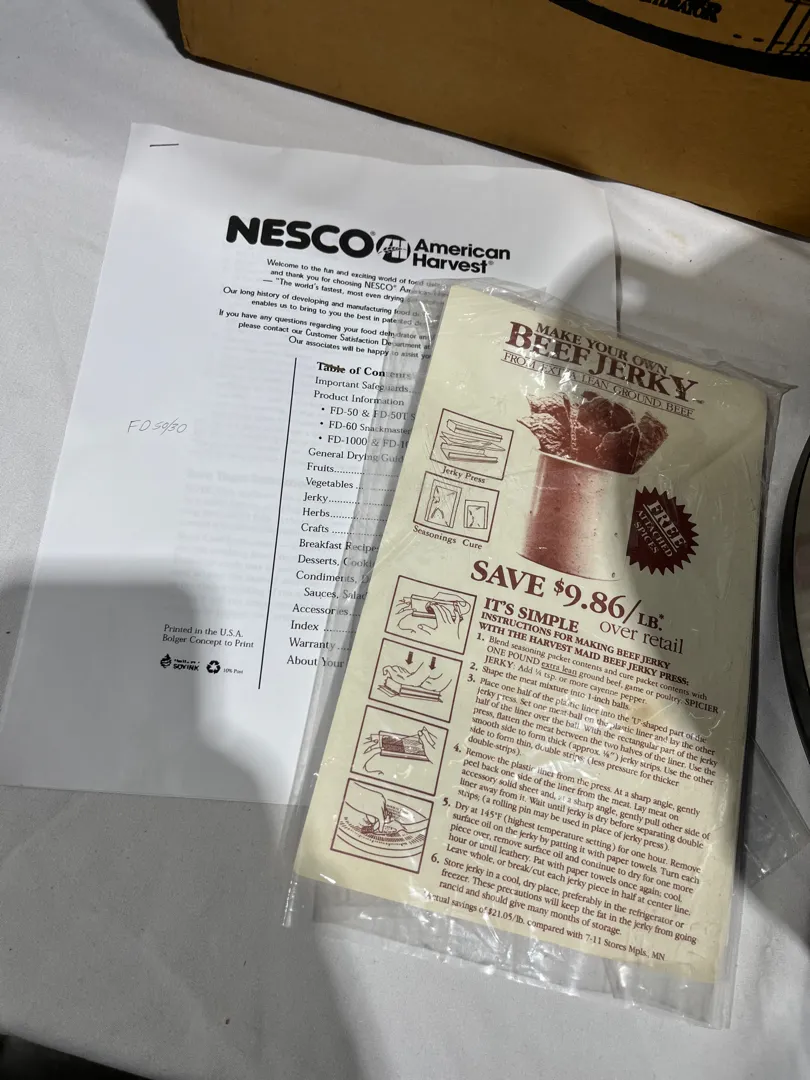 NESCO® American Harvest®
Welcome to the fun and exciting world of food
and thank you for choosing NESCO®
— "The world's fastest, most even drying
Our long history of developing and manufacturing food
enables us to bring to you the best in patented
If you have any questions regarding your food dehydrator
please contact our Customer Satisfaction Department
Our associates will be happy to assist
Table of Contents
Important Safeguards
Product Information
• FD-50 & FD-50T
• FD-60 Snackmaster
• FD-1000 &
General Drying Guide
Fruits
Vegetables
Jerky
Herbs
Crafts
Breakfast Recipe
Desserts,
Condiments,
Sauces,
Accessories
Index
Warranty
About Your
FD 50/30
Printed in the U.S.A.
Bolger Concept to Print
SOY INK
MAKE YOUR OWN
BEEF JERKY
FROM EXTRA LEAN GROUND BEEF
Jerky Press
Seasonings Cure
FREE
ATTACHED
SPICES
SAVE $9.86/LB.*
over retail
IT'S SIMPLE
INSTRUCTIONS FOR MAKING BEEF JERKY
WITH THE HARVEST MAID BEEF JERKY PRESS:
1. Blend seasoning packet contents and cure packet contents with
ONE POUND extra lean ground beef, game or poultry. SPICIER
JERKY: Add ¼ tsp. or more cayenne pepper.
2. Shape the meat mixture into 1-inch balls.
3. Place one half of the plastic liner into the "U"-shaped part of the
jerky press. Set one meat ball on the plastic liner and lay the other
half of the liner over the ball. With the rectangular part of the jerky
press, flatten the meat between the two halves of the liner. Use the
smooth side to form thick (approx. ⅛") jerky strips. Use the other
side to form thin, double strips. (less pressure for thicker
double-strips).
4. Remove the plastic liner from the press. At a sharp angle, gently
peel back one side of the liner from the meat. Lay meat on
accessory solid sheet and, at a sharp angle, gently pull other side of
liner away from it. Wait until jerky is dry before separating double
strips; (a rolling pin may be used in place of jerky press).
5. Dry at 145°F (highest temperature setting) for one hour. Remove
surface oil on the jerky by patting it with paper towels. Turn each
piece over, remove surface oil and continue to dry for one more
hour or until leathery. Pat with paper towels once again; cool.
Leave whole, or break/cut each jerky piece in half at center line.
6. Store jerky in a cool, dry place, preferably in the refrigerator or
freezer. These precautions will keep the fat in the jerky from going
rancid and should give many months of storage.
Actual savings of $21.05/lb. compared with 7-11 Stores Mpls., MN